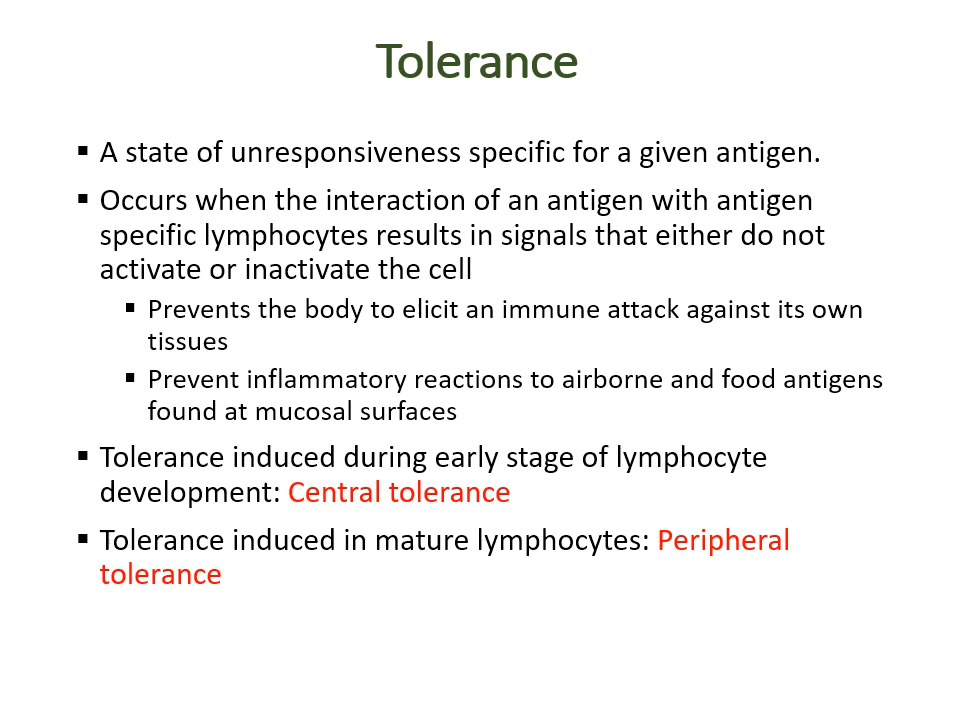 Tolerance
▪ A state of unresponsiveness specific for a given antigen.
▪ Occurs when the interaction of an antigen with antigen
specific lymphocytes results in signals that either do not
activate or inactivate the cell
▪ Prevents the body to elicit an immune attack against its own
tissues
▪ Prevent inflammatory reactions to airborne and food antigens
found at mucosal surfaces
▪ Tolerance induced during early stage of lymphocyte
development: Central tolerance
▪ Tolerance induced in mature lymphocytes: Peripheral
tolerance